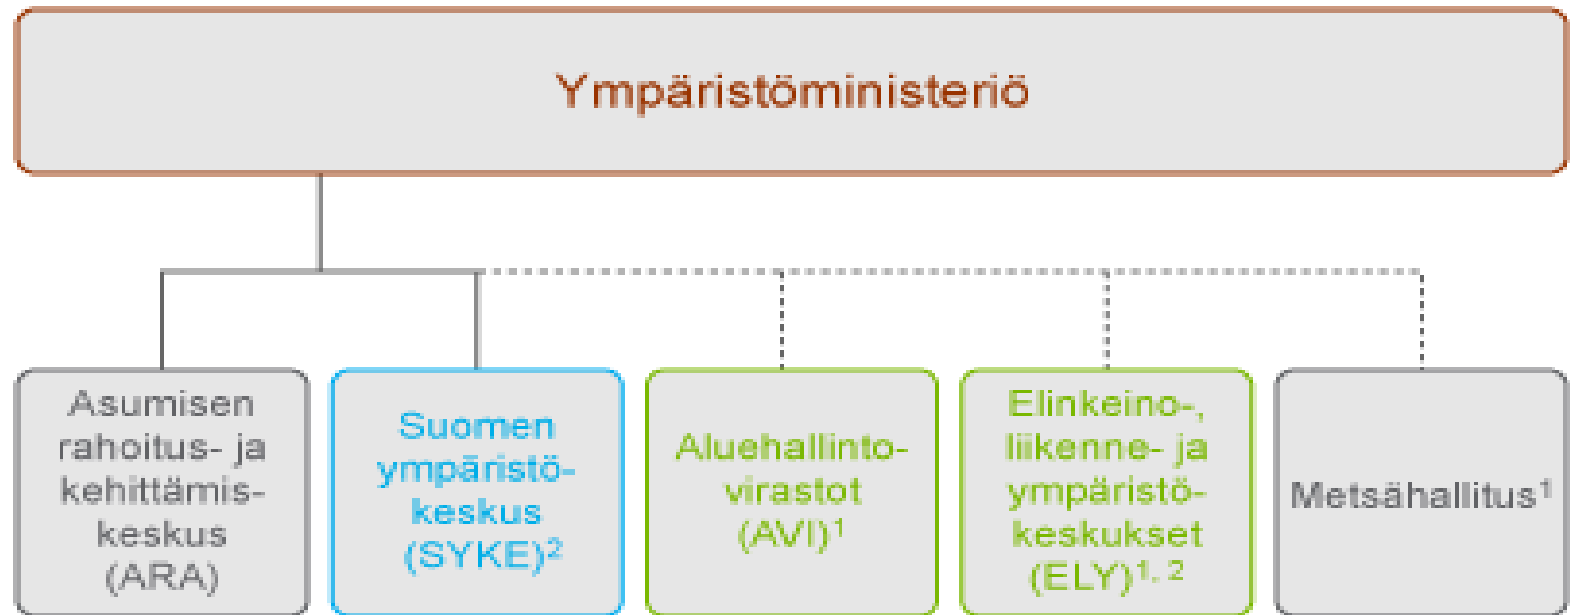 Ympäristöministeriö
Asumisen
rahoitus- ja
kehittämis-
keskus
(ARA)
Suomen
ympäristö-
keskus
(SYKE)²
Aluehallinto-
virastot
(AVI)¹
Elinkeino-,
liikenne- ja
ympäristö-
keskukset
(ELY)¹, ²
Metsähallitus¹